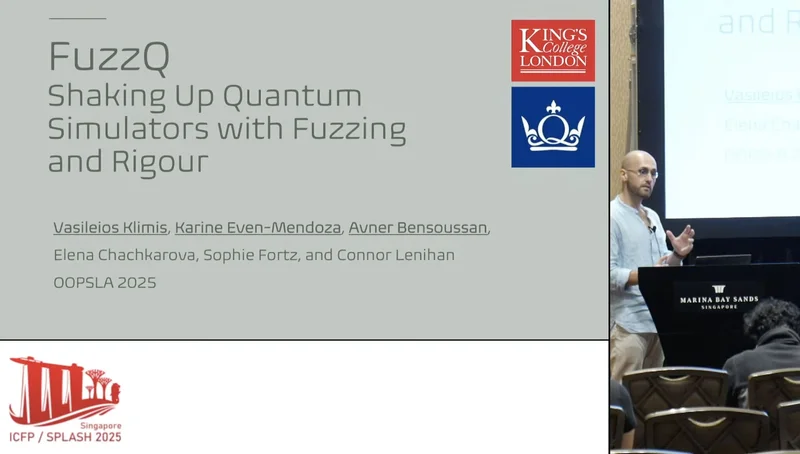 FuzzQ
Shaking Up Quantum
Simulators with Fuzzing
and Rigour
Vasileios Klimis, Karine Even-Mendoza, Avner Bensoussan,
Elena Chachkarova, Sophie Fortz, and Connor Lenihan
OOPSLA 2025
KING'S
College
LONDON
and R
Vasileios
MARINA BAY SANDS
SINGAPORE
Singapore
ICFP / SPLASH 2025